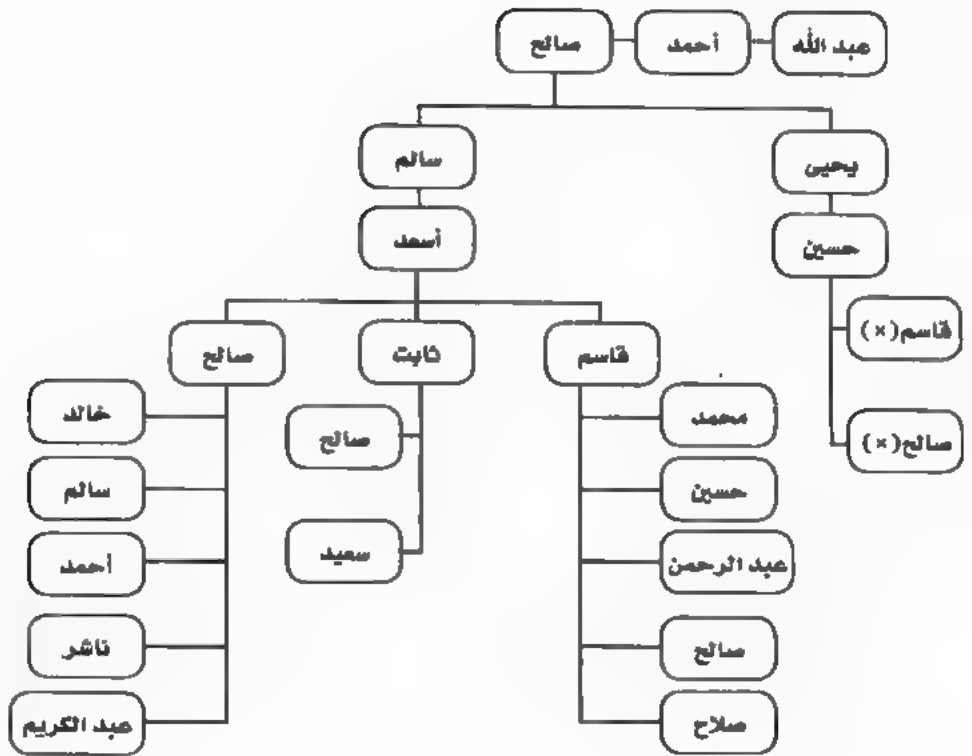 عبد الله
أحمد
صالح
سالم
يحيى
أسعد
حسين
قاسم (×)
صالح (×)
قاسم
ثابت
صالح
محمد
حسين
عبد الرحمن
صالح
صلاح
صالح
سعيد
خالد
سالم
أحمد
ناشر
عبد الكريم